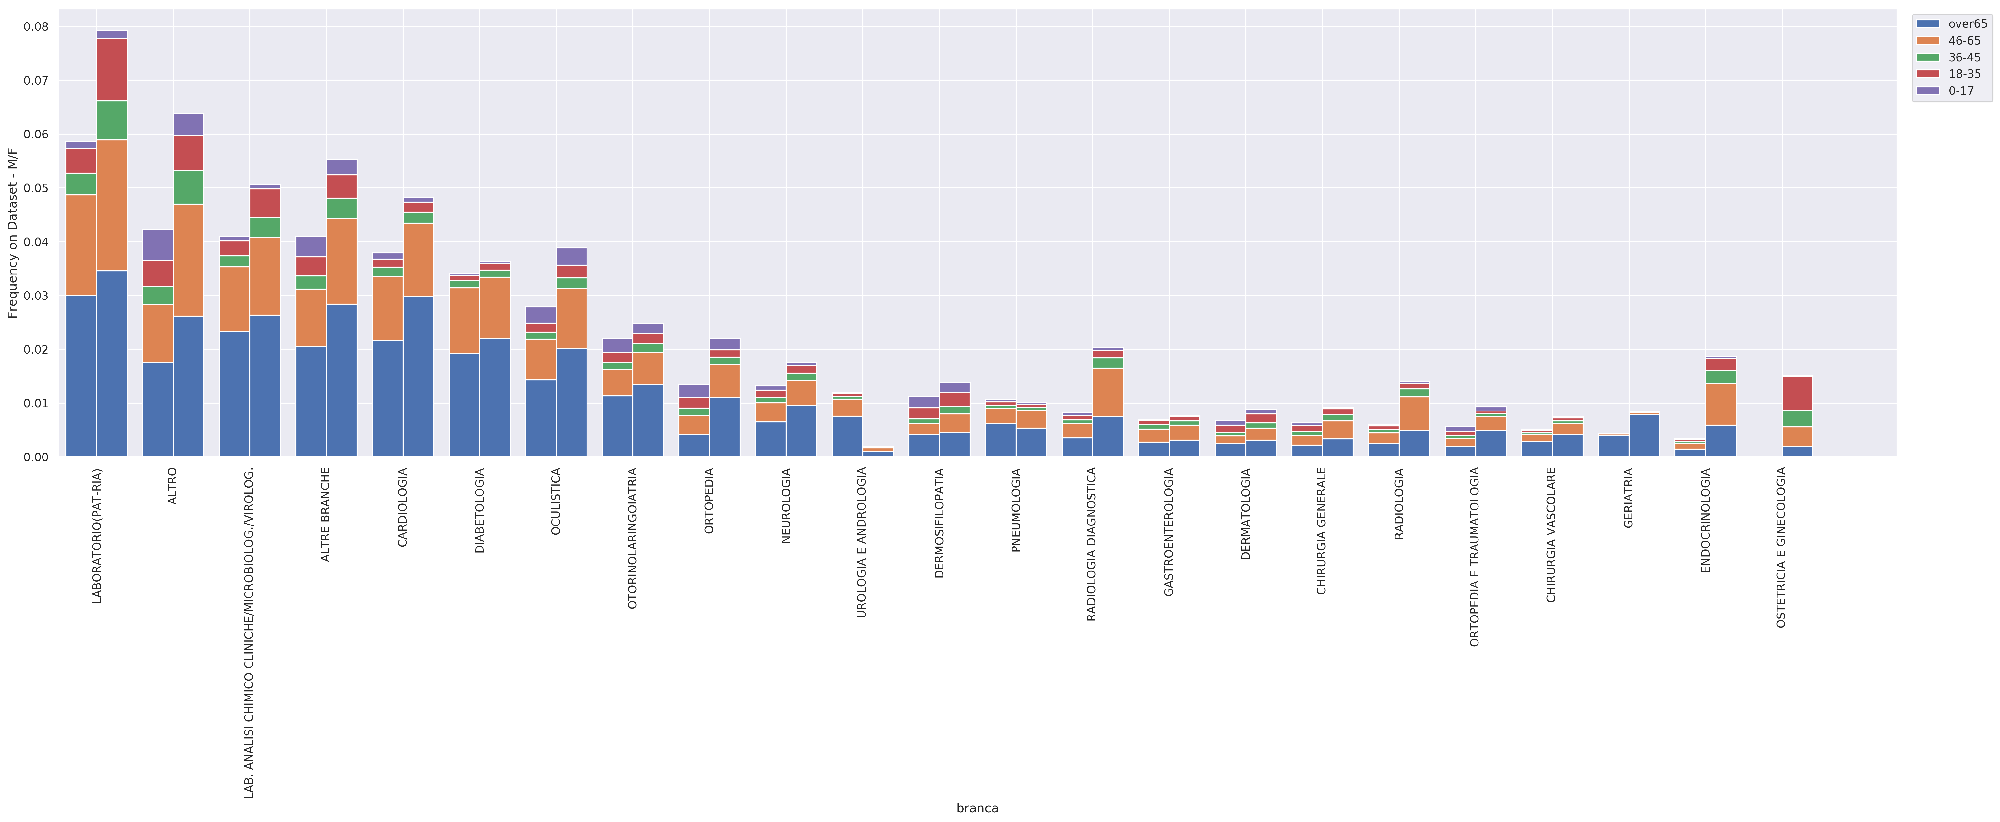 0.08
0.07
0.06
0.05
0.04
0.03
0.02
0.01
0.00
Frequency on Dataset - M/F
over65
46-65
36-45
18-35
0-17
LABORATORIO(PAT-RIA)
ALTRO
LAB. ANALISI CHIMICO CLINICHE/MICROBIOLOG./VIROLOG.
ALTRE BRANCHE
CARDIOLOGIA
DIABETOLOGIA
OCULISTICA
OTORINOLARINGOIATRIA
ORTOPEDIA
NEUROLOGIA
UROLOGIA E ANDROLOGIA
DERMOSIFILOPATIA
PNEUMOLOGIA
RADIOLOGIA DIAGNOSTICA
GASTROENTEROLOGIA
DERMATOLOGIA
CHIRURGIA GENERALE
RADIOLOGIA
ORTOPEDIA E TRAUMATOLOGIA
CHIRURGIA VASCOLARE
GERIATRIA
ENDOCRINOLOGIA
OSTETRICIA E GINECOLOGIA
branca